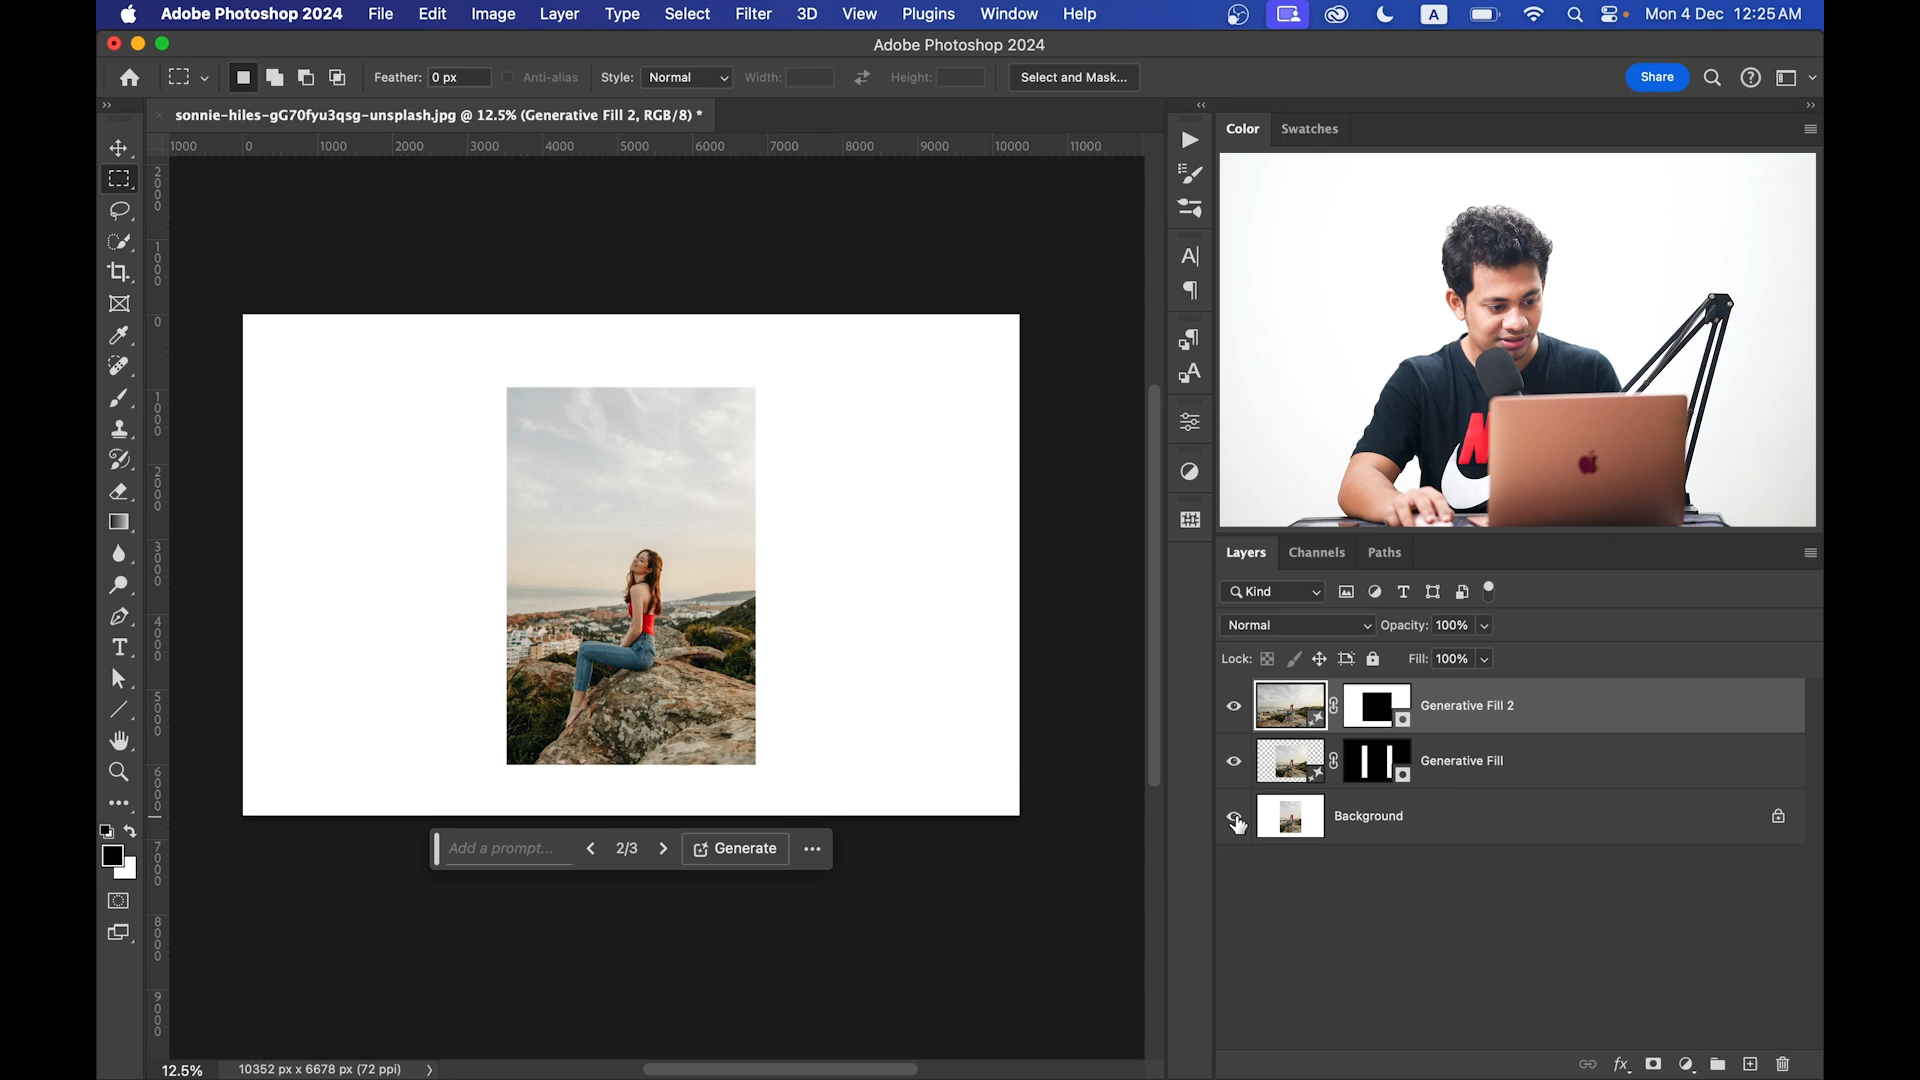 Adobe Photoshop 2024 File Edit Image Layer Type Select Filter 3D View Plugins Window Help A Mon 4 Dec 12:25 AM
Adobe Photoshop 2024
Feather: 0 px Anti-alias Style: Normal Width: Height: Select and Mask... Share
sonnie-hiles-gG70fyu3qsg-unsplash.jpg @ 12.5% (Generative Fill 2, RGB/8) *
1000 0 1000 2000 3000 4000 5000 6000 7000 8000 9000 10000 11000
2000
1000
0
1000
2000
3000
4000
5000
6000
7000
8000
9000
Color Swatches
Layers Channels Paths
Kind
Normal Opacity: 100%
Lock: Fill: 100%
Generative Fill 2
Generative Fill
Background
Add a prompt... 2/3 Generate
12.5% 10352 px x 6678 px (72 ppi)